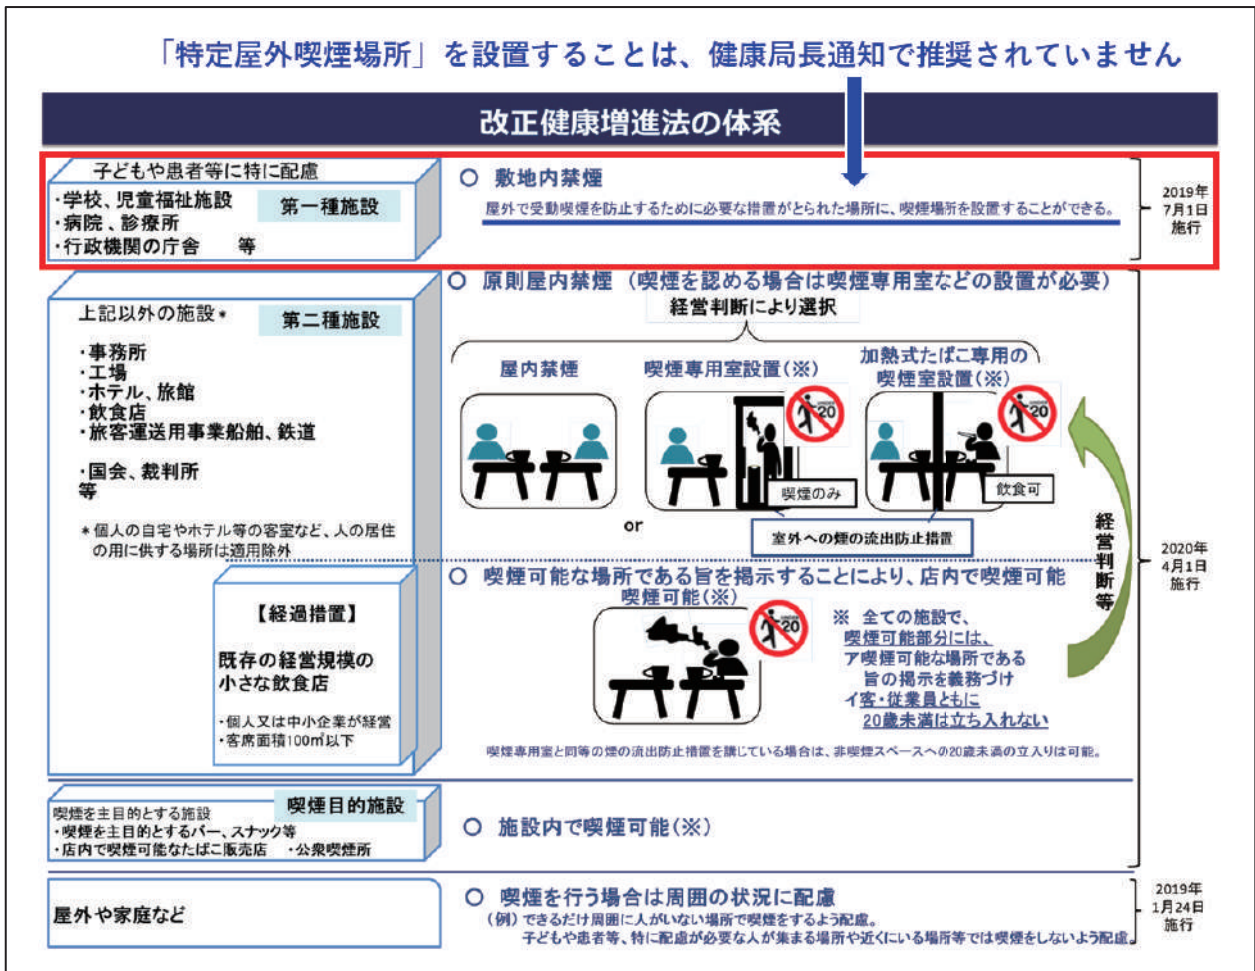 「特定屋外喫煙場所」を設置することは、健康局長通知で推奨されていません
改正健康増進法の体系
子どもや患者等に特に配慮
・学校、児童福祉施設
・病院、診療所
・行政機関の庁舎 等
第一種施設
○ 敷地内禁煙
屋外で受動喫煙を防止するために必要な措置がとられた場所に、喫煙場所を設置することができる。
2019年
7月1日
施行
上記以外の施設*
第二種施設
・事務所
・工場
・ホテル、旅館
・飲食店
・旅客運送用事業船舶、鉄道
・国会、裁判所
等
*個人の自宅やホテル等の客室など、人の居住
の用に供する場所は適用除外
○ 原則屋内禁煙（喫煙を認める場合は喫煙専用室などの設置が必要）
経営判断により選択
屋内禁煙
喫煙専用室設置(※)
加熱式たばこ専用の
喫煙室設置(※)
20
20
喫煙のみ
飲食可
or
室外への煙の流出防止措置
経営判断等
2020年
4月1日
施行
【経過措置】
既存の経営規模の
小さな飲食店
・個人又は中小企業が経営
・客席面積100㎡以下
○ 喫煙可能な場所である旨を掲示することにより、店内で喫煙可能
喫煙可能(※)
20
※ 全ての施設で、
喫煙可能部分には、
ア喫煙可能な場所である
旨の掲示を義務づけ
イ客・従業員ともに
20歳未満は立ち入れない
喫煙専用室と同等の煙の流出防止措置を講じている場合は、非喫煙スペースへの20歳未満の立入りは可能。
喫煙を主目的とする施設
喫煙目的施設
・喫煙を主目的とするバー、スナック等
・店内で喫煙可能なたばこ販売店 ・公衆喫煙所
○ 施設内で喫煙可能(※)
屋外や家庭など
○ 喫煙を行う場合は周囲の状況に配慮
（例）できるだけ周囲に人がいない場所で喫煙をするよう配慮。
子どもや患者等、特に配慮が必要な人が集まる場所や近くにいる場所等では喫煙をしないよう配慮。
2019年
1月24日
施行